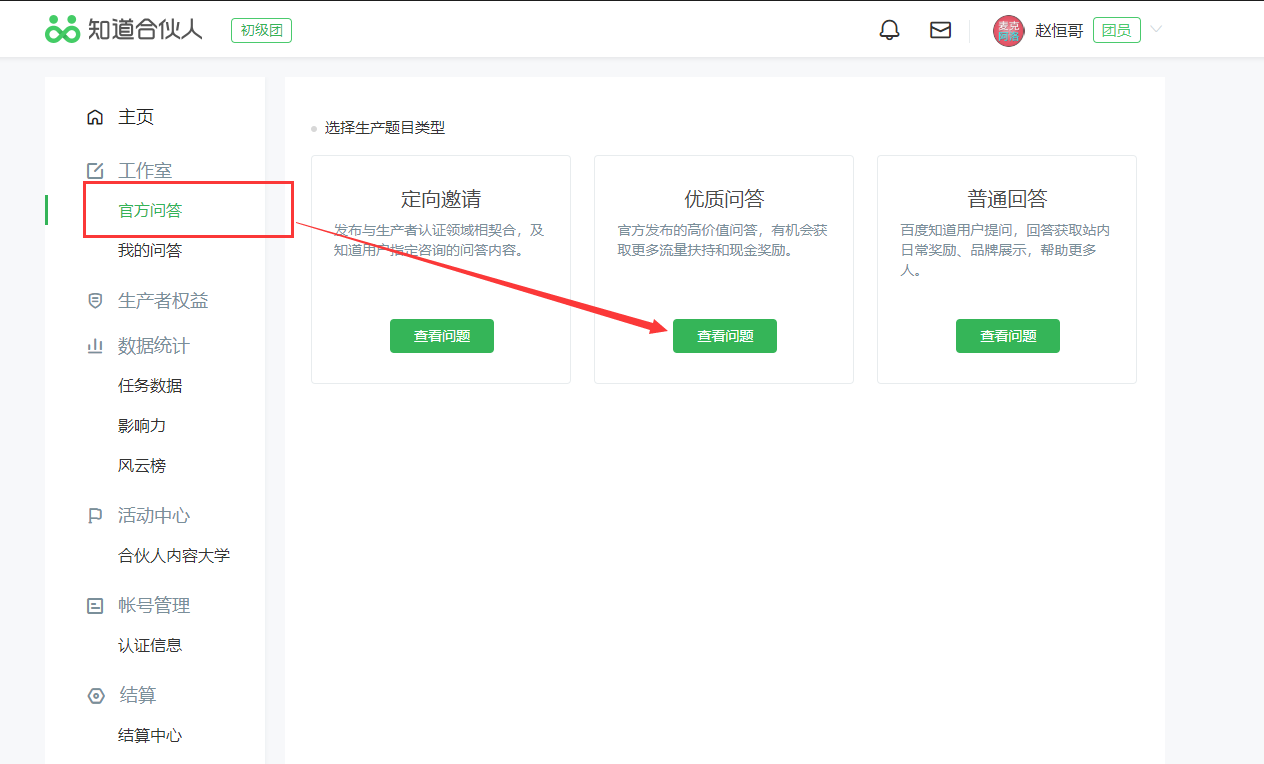 知道合伙人
初级团
麦克
阿洛
赵恒哥
团员
主页
工作室
官方问答
我的问答
生产者权益
数据统计
任务数据
影响力
风云榜
活动中心
合伙人内容大学
帐号管理
认证信息
结算
结算中心
选择生产题目类型
定向邀请
发布与生产者认证领域相契合，及
知道用户指定咨询的问答内容。
查看问题
优质问答
官方发布的高价值问答，有机会获
取更多流量扶持和现金奖励。
查看问题
普通回答
百度知道用户提问，回答获取站内
日常奖励、品牌展示，帮助更多
人。
查看问题